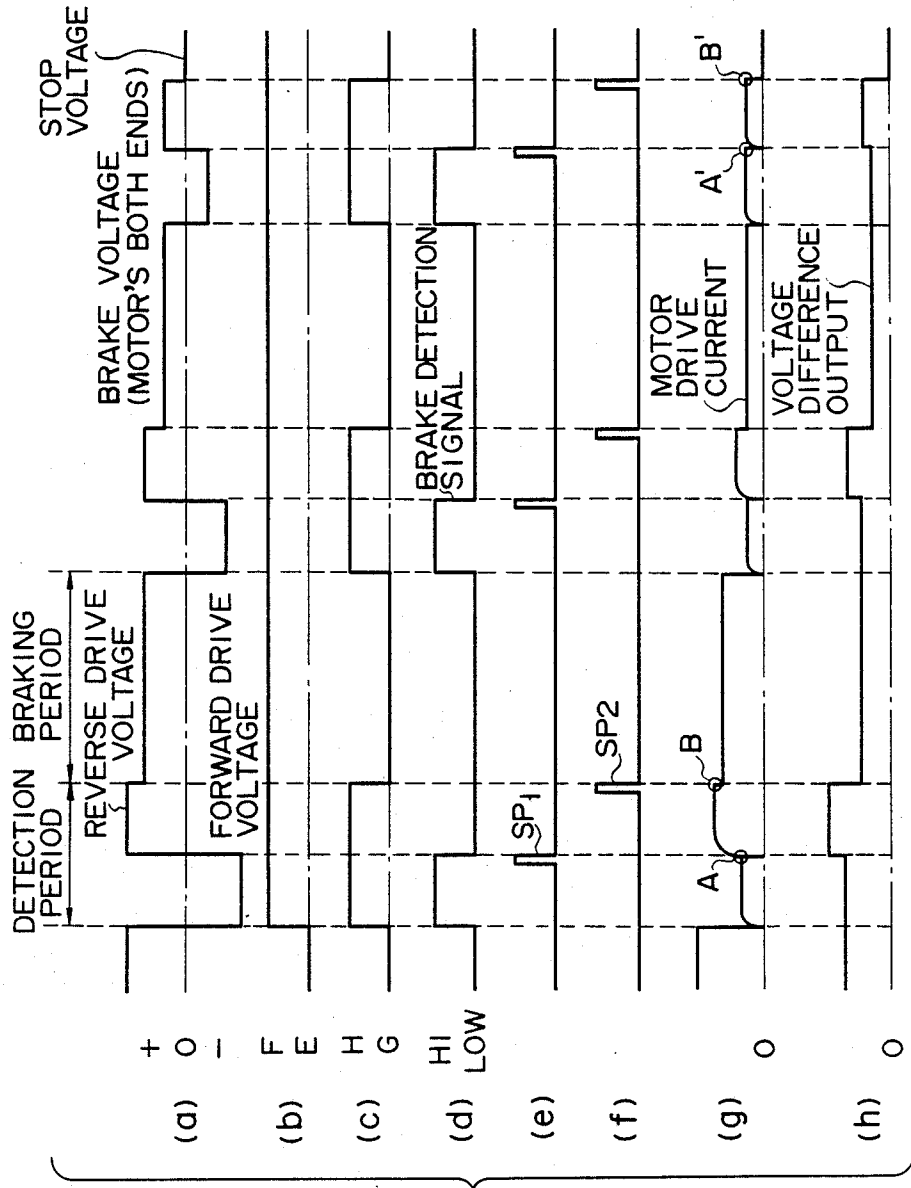 DETECTION PERIOD
BRAKING PERIOD
STOP VOLTAGE
BRAKE VOLTAGE
(MOTOR'S BOTH ENDS)
REVERSE DRIVE
VOLTAGE
FORWARD DRIVE
VOLTAGE
(a) + 0 −
(b) F E
(c) H G
(d) HI LOW
BRAKE DETECTION
SIGNAL
(e) SP1
(f) SP2
(g) 0
A B
MOTOR
DRIVE
CURRENT
A' B'
(h) 0
VOLTAGE
DIFFERENCE
OUTPUT